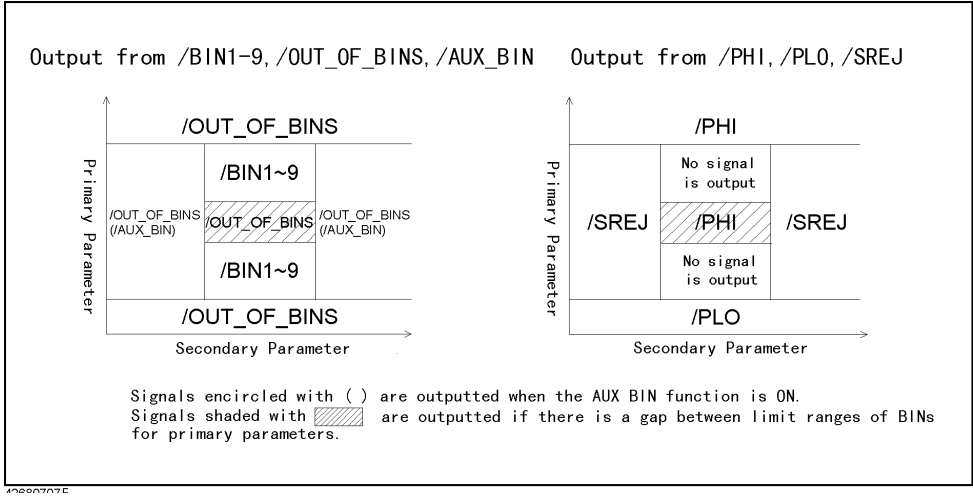 Output from /BIN1-9, /OUT_OF_BINS, /AUX_BIN
/OUT_OF_BINS
/BIN1~9
/OUT_OF_BINS
(/AUX_BIN)
/OUT_OF_BINS
/OUT_OF_BINS
(/AUX_BIN)
/BIN1~9
/OUT_OF_BINS
Primary Parameter
Secondary Parameter
Output from /PHI, /PLO, /SREJ
/PHI
No signal
is output
/SREJ
/PHI
/SREJ
No signal
is output
/PLO
Primary Parameter
Secondary Parameter
Signals encircled with ( ) are outputted when the AUX BIN function is ON.
Signals shaded with are outputted if there is a gap between limit ranges of BINs
for primary parameters.